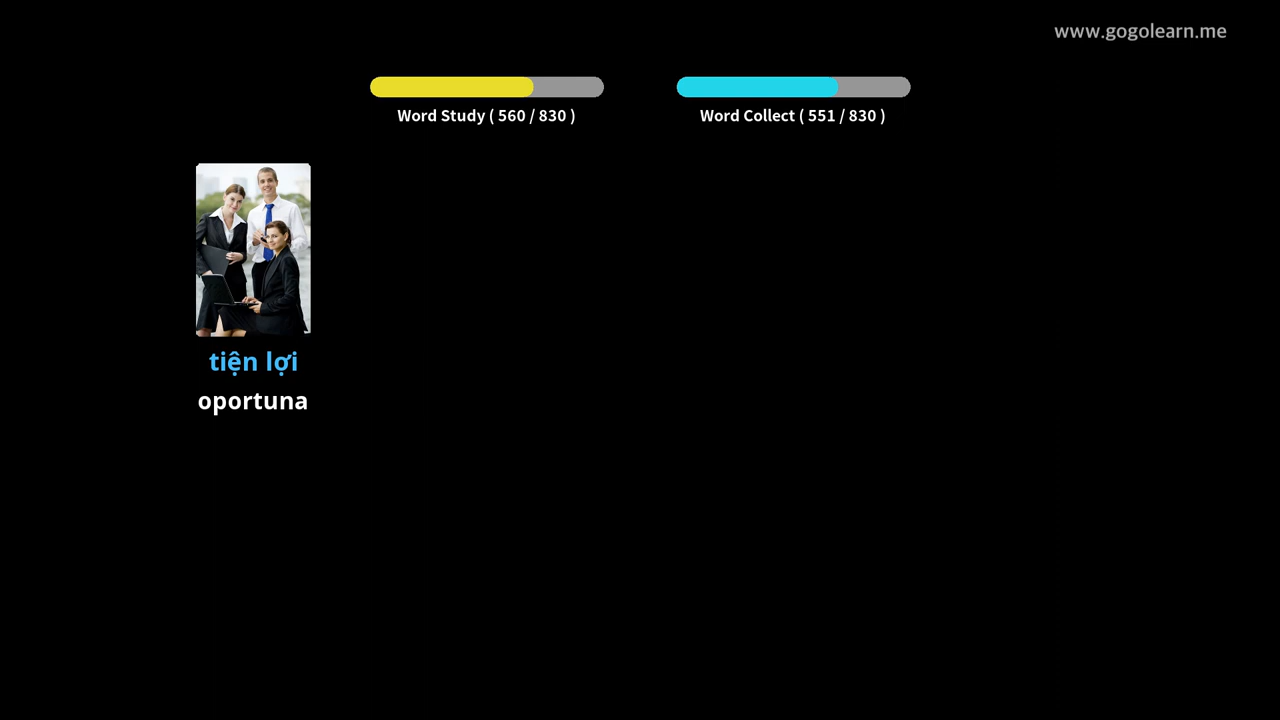 www.gogolearn.me
Word Study ( 560 / 830 )
Word Collect ( 551 / 830 )
tiện lợi
oportuna